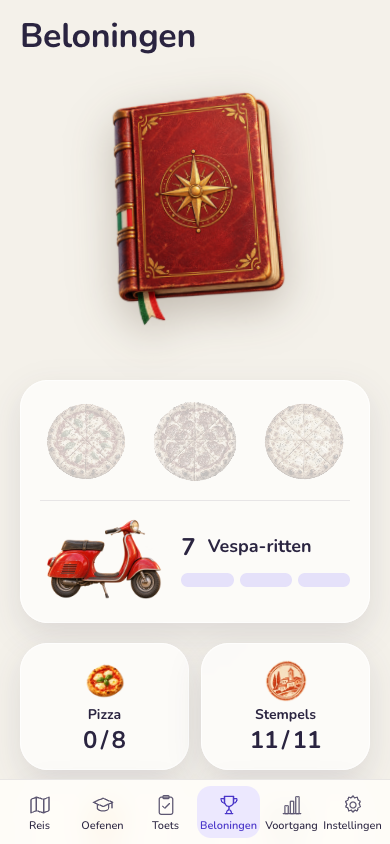 Beloningen
7 Vespa-ritten
Pizza
0/8
Stempels
11/11
Reis
Oefenen
Toets
Beloningen
Voortgang
Instellingen